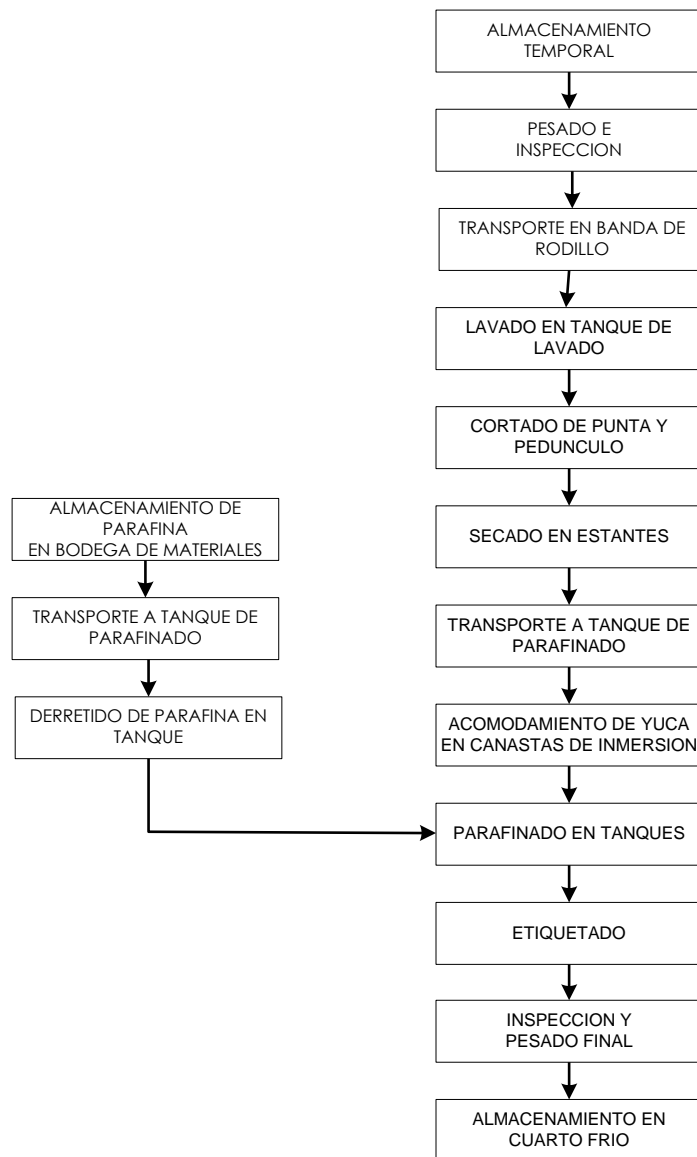 ALMACENAMIENTO
TEMPORAL
PESADO E
INSPECCION
TRANSPORTE EN BANDA DE
RODILLO
LAVADO EN TANQUE DE
LAVADO
CORTADO DE PUNTA Y
PEDUNCULO
ALMACENAMIENTO DE
PARAFINA
EN BODEGA DE MATERIALES
SECADO EN ESTANTES
TRANSPORTE A TANQUE DE
PARAFINADO
TRANSPORTE A TANQUE DE
PARAFINADO
DERRETIDO DE PARAFINA EN
TANQUE
ACOMODAMIENTO DE YUCA
EN CANASTAS DE INMERSION
PARAFINADO EN TANQUES
ETIQUETADO
INSPECCION Y
PESADO FINAL
ALMACENAMIENTO EN
CUARTO FRIO